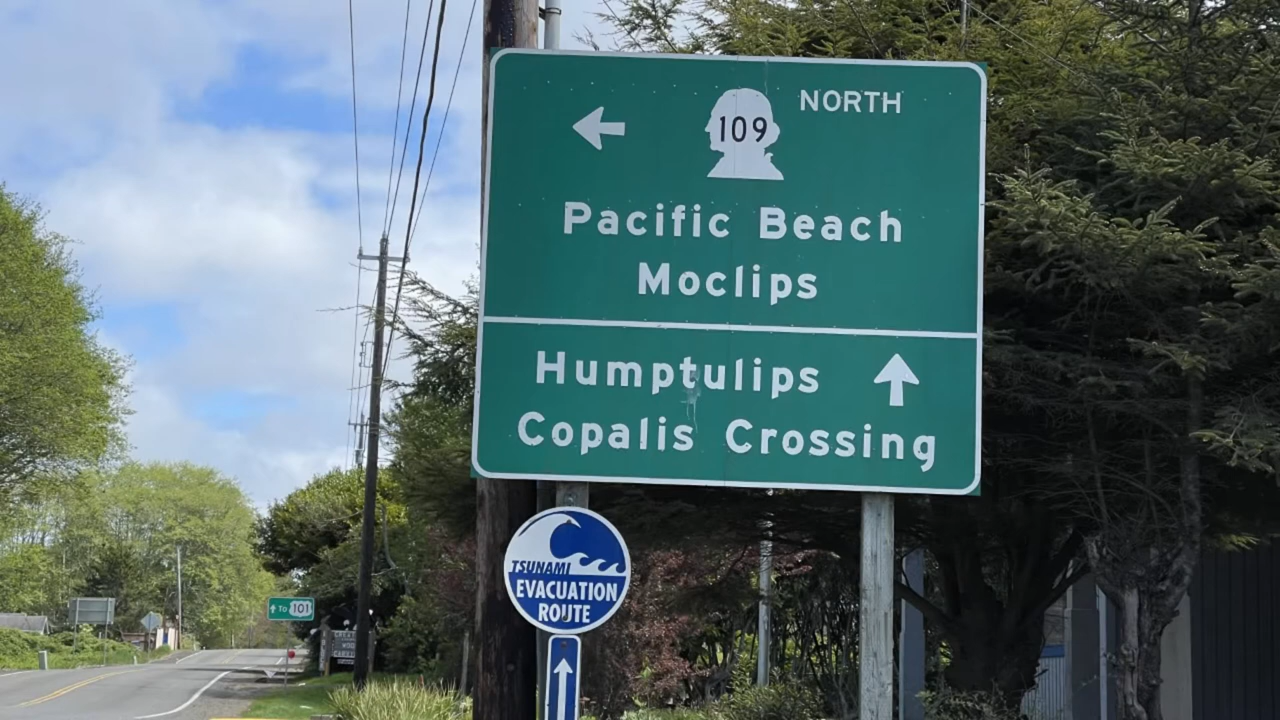 NORTH
109
Pacific Beach
Moclips
Humptulips
Copalis Crossing
TSUNAMI
EVACUATION
ROUTE
To 101